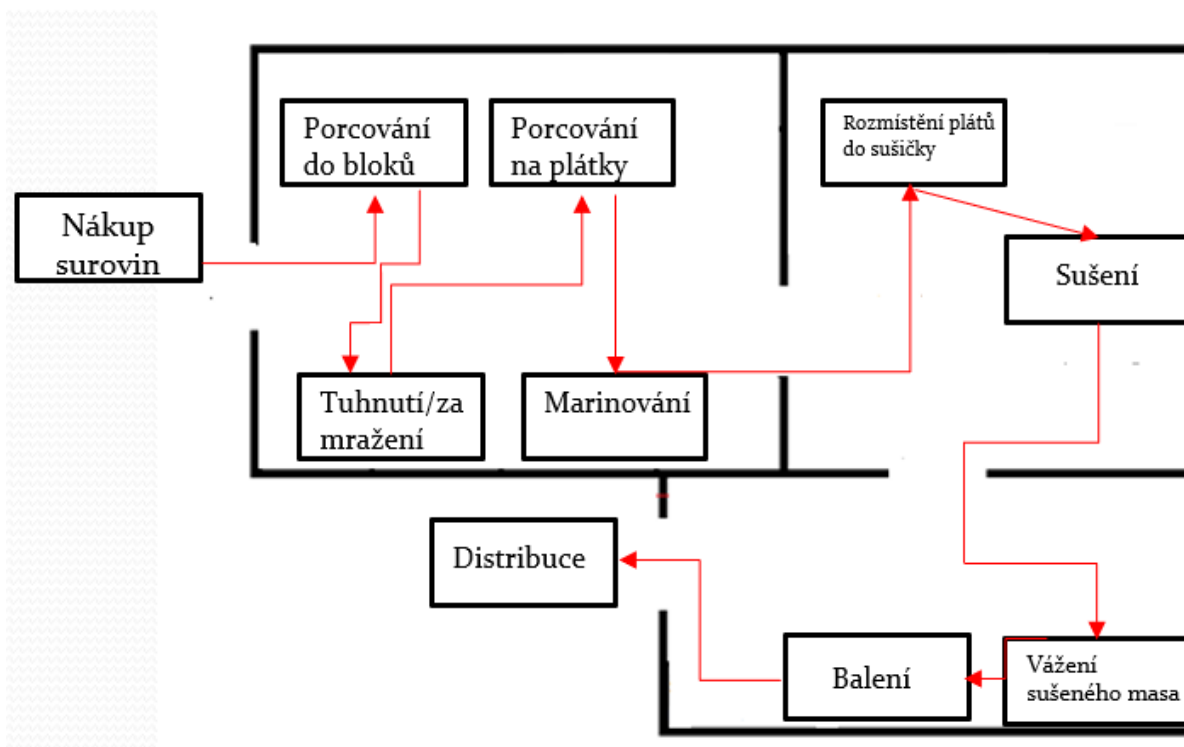 Porcování
do bloků
Porcování
na plátky
Rozmístění plátů
do sušičky
Nákup
surovin
Sušení
Tuhnutí/za
mražení
Marinování
Distribuce
Balení
Vážení
sušeného masa